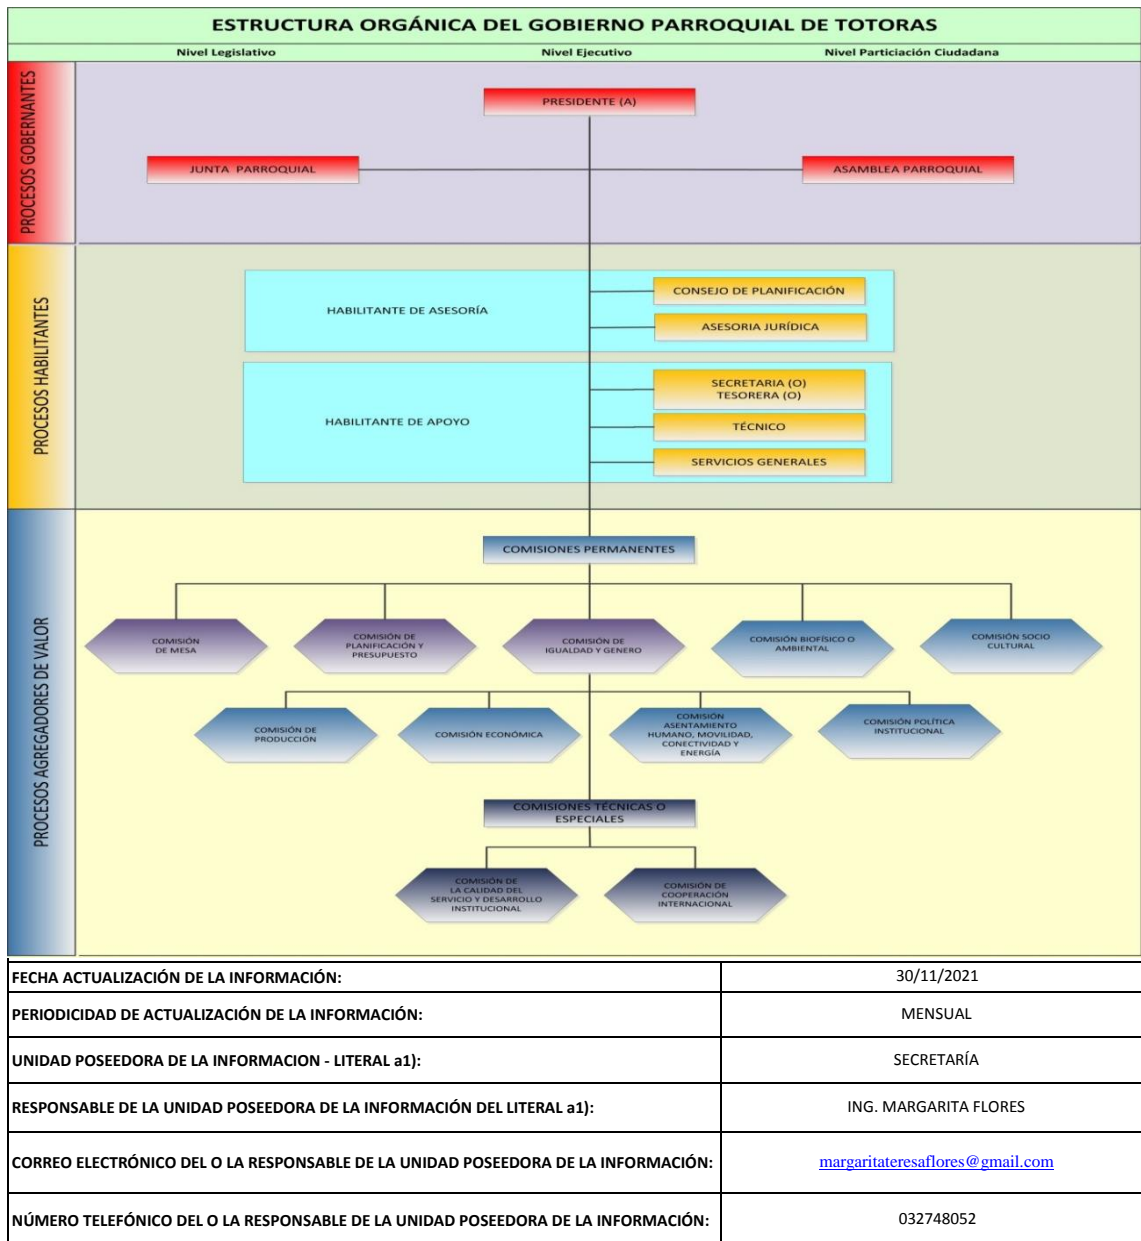 ESTRUCTURA ORGÁNICA DEL GOBIERNO PARROQUIAL DE TOTORAS
Nivel Legislativo
Nivel Ejecutivo
Nivel Particiación Ciudadana
PROCESOS GOBERNANTES
PRESIDENTE (A)
JUNTA PARROQUIAL
ASAMBLEA PARROQUIAL
PROCESOS HABILITANTES
HABILITANTE DE ASESORÍA
CONSEJO DE PLANIFICACIÓN
ASESORIA JURÍDICA
HABILITANTE DE APOYO
SECRETARIA (O)
TESORERA (O)
TÉCNICO
SERVICIOS GENERALES
PROCESOS AGREGADORES DE VALOR
COMISIONES PERMANENTES
COMISIÓN
DE MESA
COMISIÓN DE
PLANIFICACIÓN Y
PRESUPUESTO
COMISIÓN DE
IGUALDAD Y GENERO
COMISIÓN BIOFÍSICO O
AMBIENTAL
COMISIÓN SOCIO
CULTURAL
COMISIÓN DE
PRODUCCIÓN
COMISIÓN ECONÓMICA
COMISIÓN
ASENTAMIENTO
HUMANO, MOVILIDAD,
CONECTIVIDAD Y
ENERGÍA
COMISIÓN POLÍTICA
INSTITUCIONAL
COMISIONES TÉCNICAS O
ESPECIALES
COMISIÓN DE
LA CALIDAD DEL
SERVICIO Y DESARROLLO
INSTITUCIONAL
COMISIÓN DE
COOPERACIÓN
INTERNACIONAL
FECHA ACTUALIZACIÓN DE LA INFORMACIÓN:
30/11/2021
PERIODICIDAD DE ACTUALIZACIÓN DE LA INFORMACIÓN:
MENSUAL
UNIDAD POSEEDORA DE LA INFORMACION - LITERAL a1):
SECRETARÍA
RESPONSABLE DE LA UNIDAD POSEEDORA DE LA INFORMACIÓN DEL LITERAL a1):
ING. MARGARITA FLORES
CORREO ELECTRÓNICO DEL O LA RESPONSABLE DE LA UNIDAD POSEEDORA DE LA INFORMACIÓN:
margaritateresaflores@gmail.com
NÚMERO TELEFÓNICO DEL O LA RESPONSABLE DE LA UNIDAD POSEEDORA DE LA INFORMACIÓN:
032748052